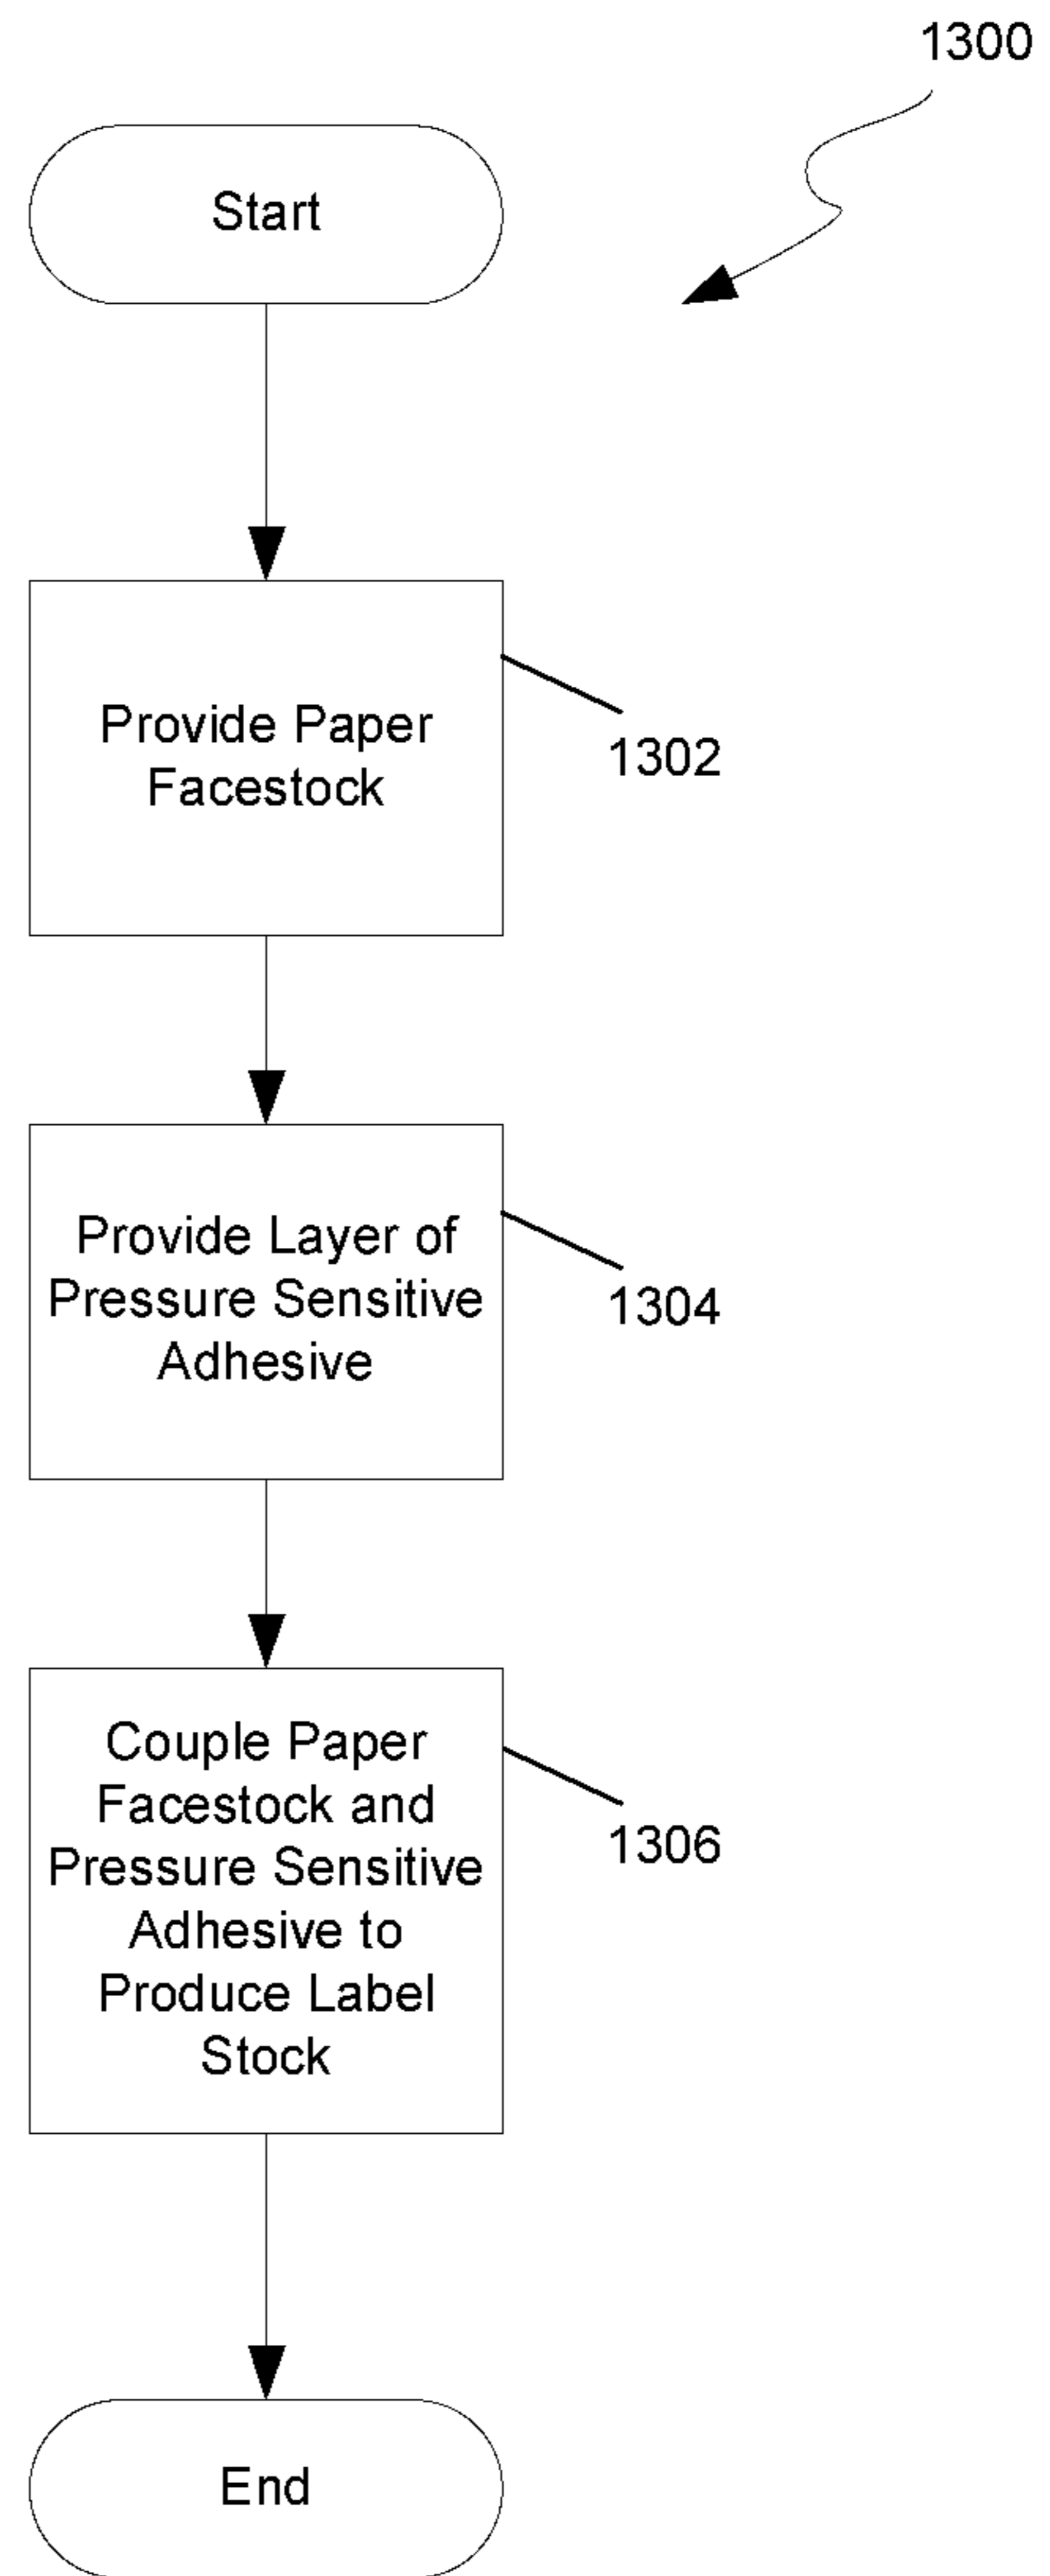 1300
Start
Provide Paper
Facestock
1302
Provide Layer of
Pressure Sensitive
Adhesive
1304
Couple Paper
Facestock and
Pressure Sensitive
Adhesive to
Produce Label
Stock
1306
End